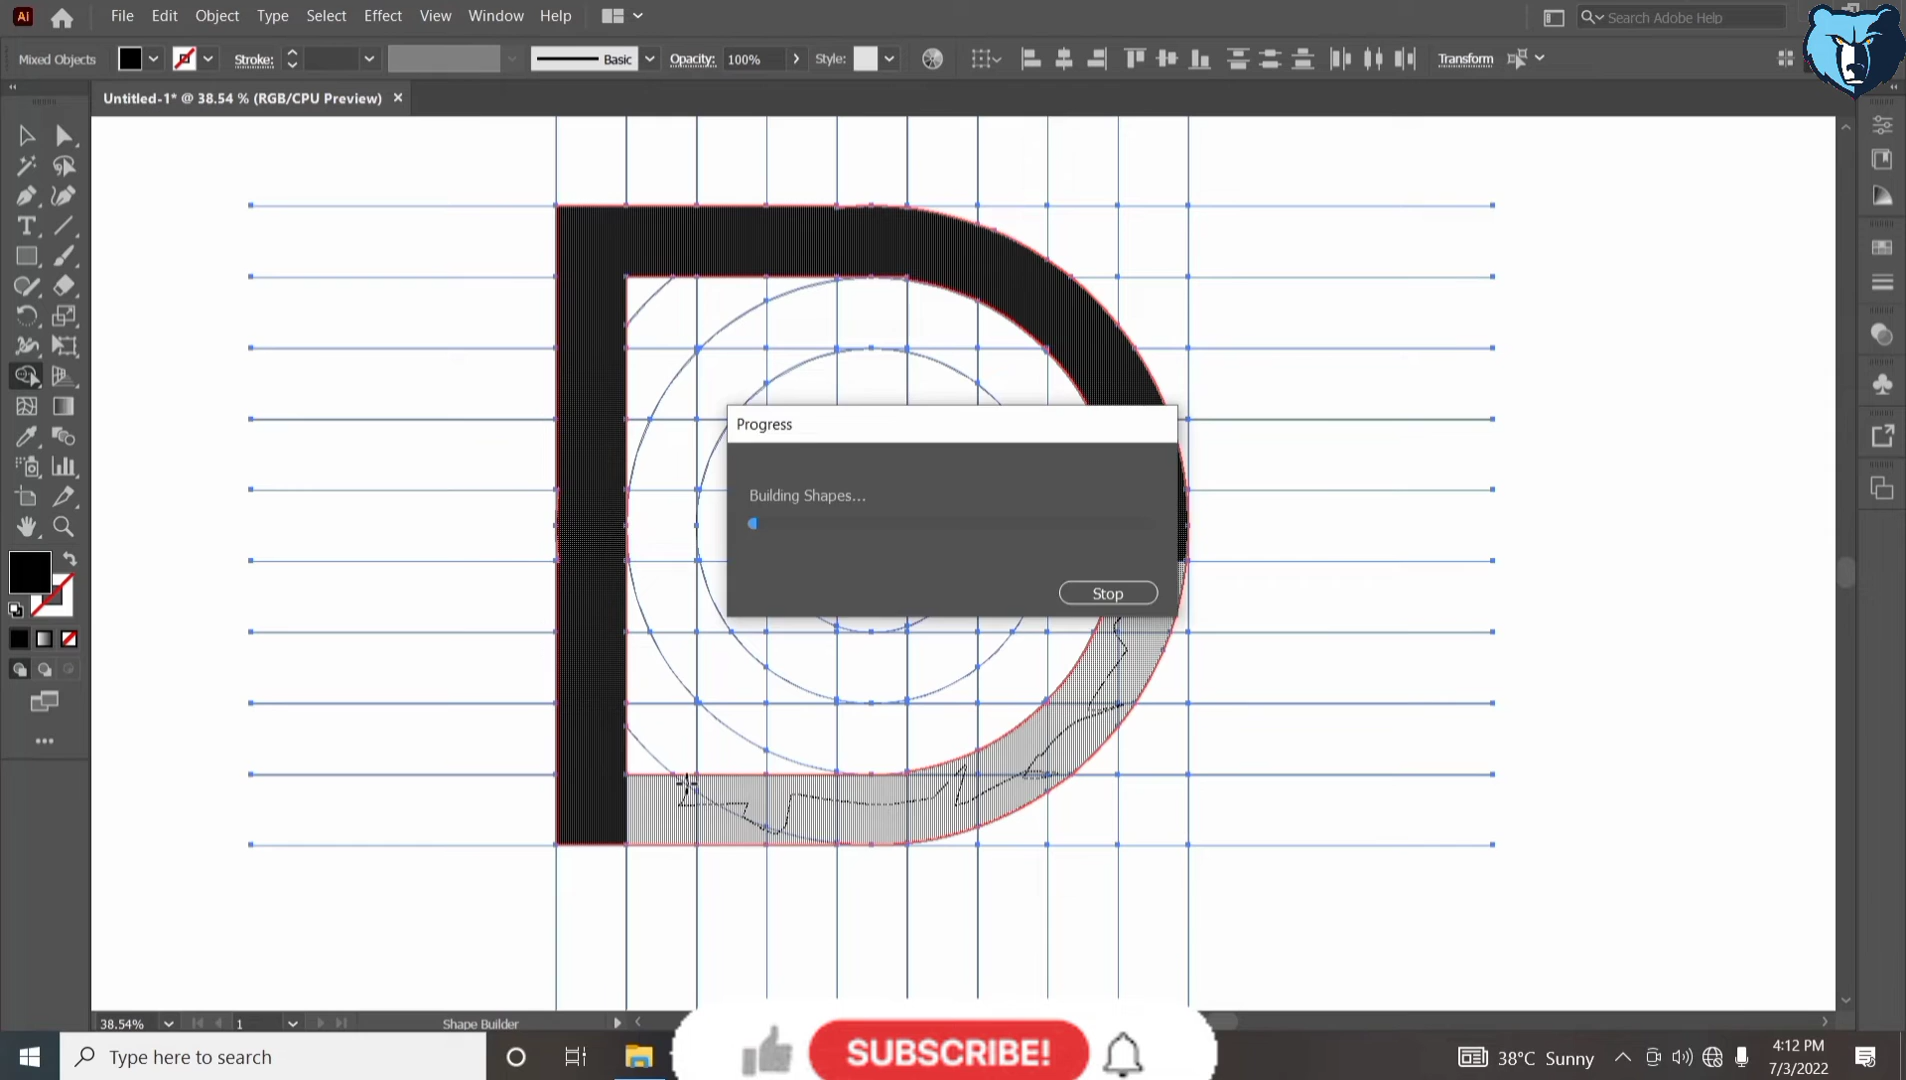 Ai File Edit Object Type Select Effect View Window Help Search Adobe Help
Mixed Objects Stroke: Basic Opacity: 100% Style: Transform
Untitled-1* @ 38.54 % (RGB/CPU Preview) ×
Progress
Building Shapes...
Stop
38.54% 1 Shape Builder
Type here to search
SUBSCRIBE!
38°C Sunny
4:12 PM
7/3/2022